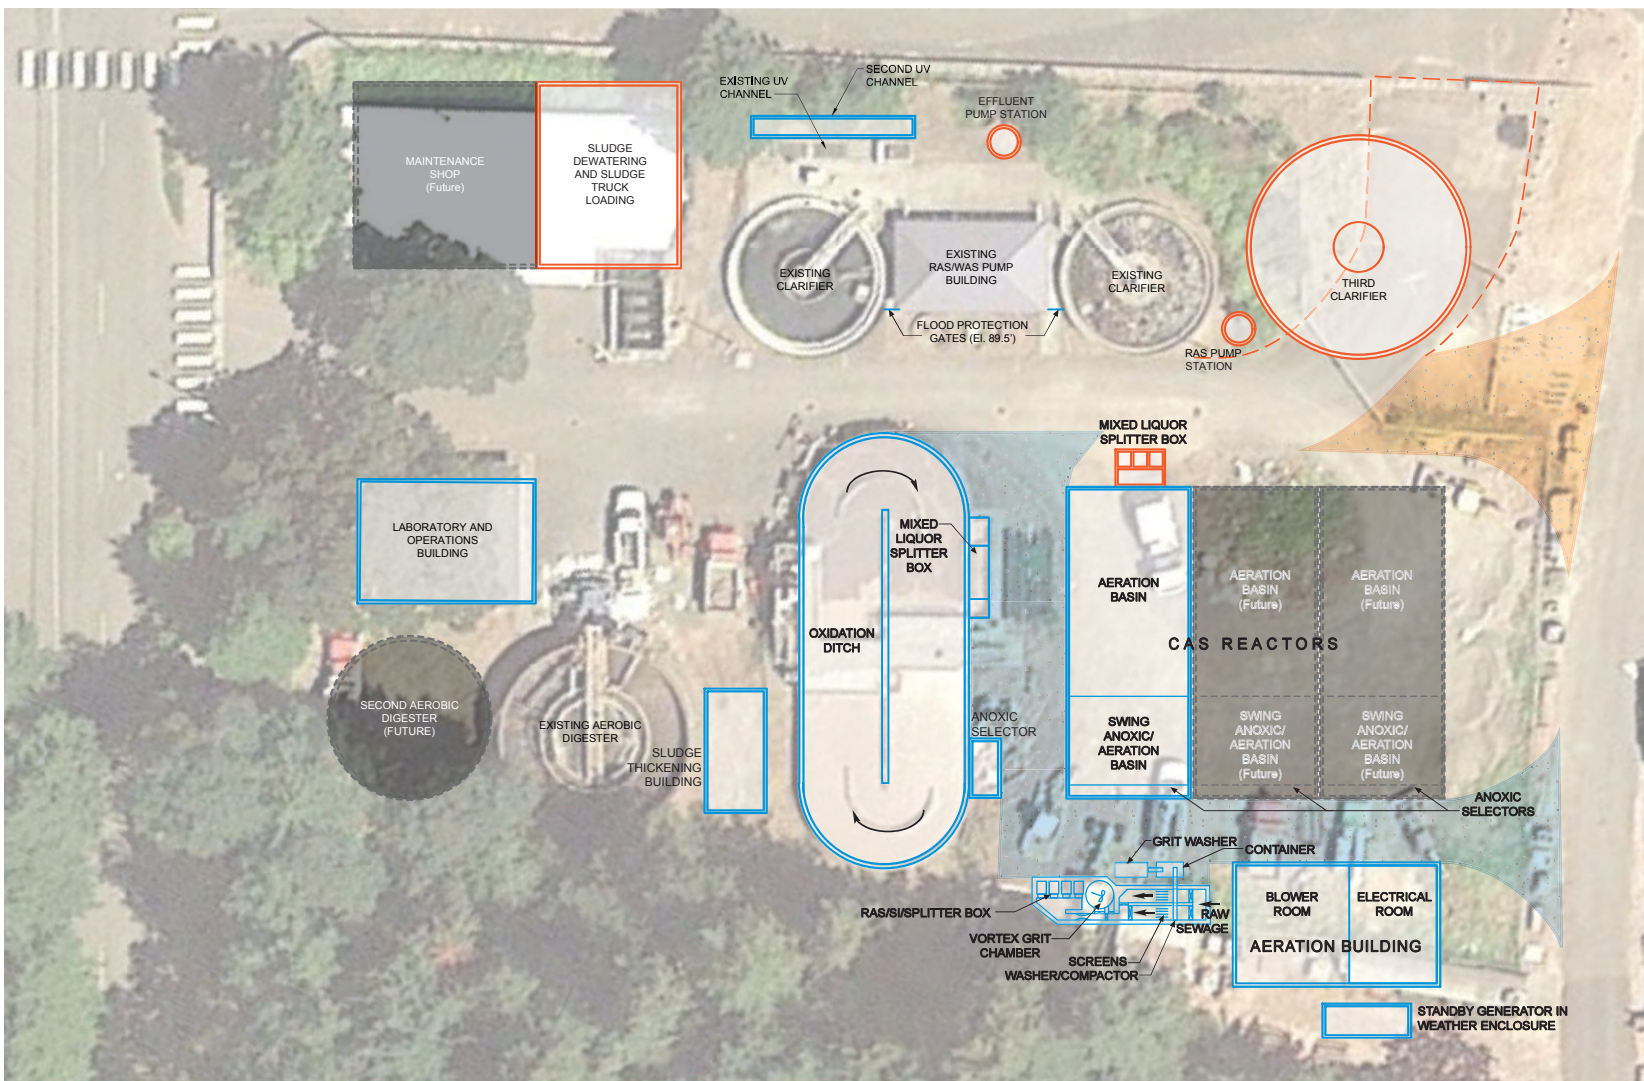 EXISTING UV
CHANNEL
SECOND UV
CHANNEL
EFFLUENT
PUMP STATION
MAINTENANCE
SHOP
(Future)
SLUDGE
DEWATERING
AND SLUDGE
TRUCK
LOADING
EXISTING
CLARIFIER
EXISTING
RAS/WAS PUMP
BUILDING
EXISTING
CLARIFIER
THIRD
CLARIFIER
FLOOD PROTECTION
GATES (El. 89.5')
RAS PUMP
STATION
MIXED LIQUOR
SPLITTER BOX
LABORATORY AND
OPERATIONS
BUILDING
MIXED
LIQUOR
SPLITTER
BOX
AERATION
BASIN
AERATION
BASIN
(Future)
AERATION
BASIN
(Future)
OXIDATION
DITCH
CAS REACTORS
SECOND AEROBIC
DIGESTER
(FUTURE)
EXISTING AEROBIC
DIGESTER
SLUDGE
THICKENING
BUILDING
ANOXIC
SELECTOR
SWING
ANOXIC/
AERATION
BASIN
SWING
ANOXIC/
AERATION
BASIN
(Future)
SWING
ANOXIC/
AERATION
BASIN
(Future)
ANOXIC
SELECTORS
GRIT WASHER
CONTAINER
RAS/SI/SPLITTER BOX
RAW
SEWAGE
VORTEX GRIT
CHAMBER
SCREENS
WASHER/COMPACTOR
BLOWER
ROOM
ELECTRICAL
ROOM
AERATION BUILDING
STANDBY GENERATOR IN
WEATHER ENCLOSURE